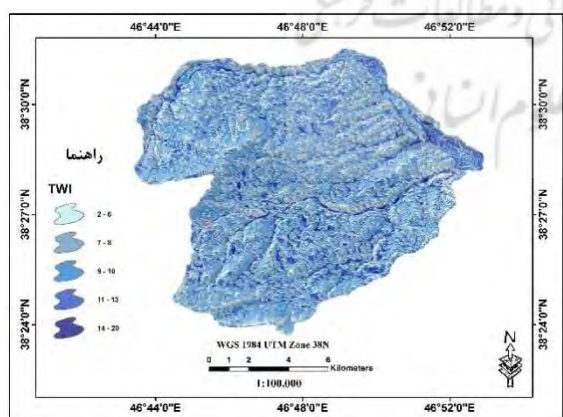 46°44'0"E 46°48'0"E 46°52'0"E
38°30'0"N 38°30'0"N
38°27'0"N 38°27'0"N
38°24'0"N 38°24'0"N
راهنما
TWI
2 - 6
7 - 8
9 - 10
11 - 13
14 - 20
WGS 1984 UTM Zone 38N
0 1 2 4 6
Kilometers
1:100,000
N
46°44'0"E 46°48'0"E 46°52'0"E